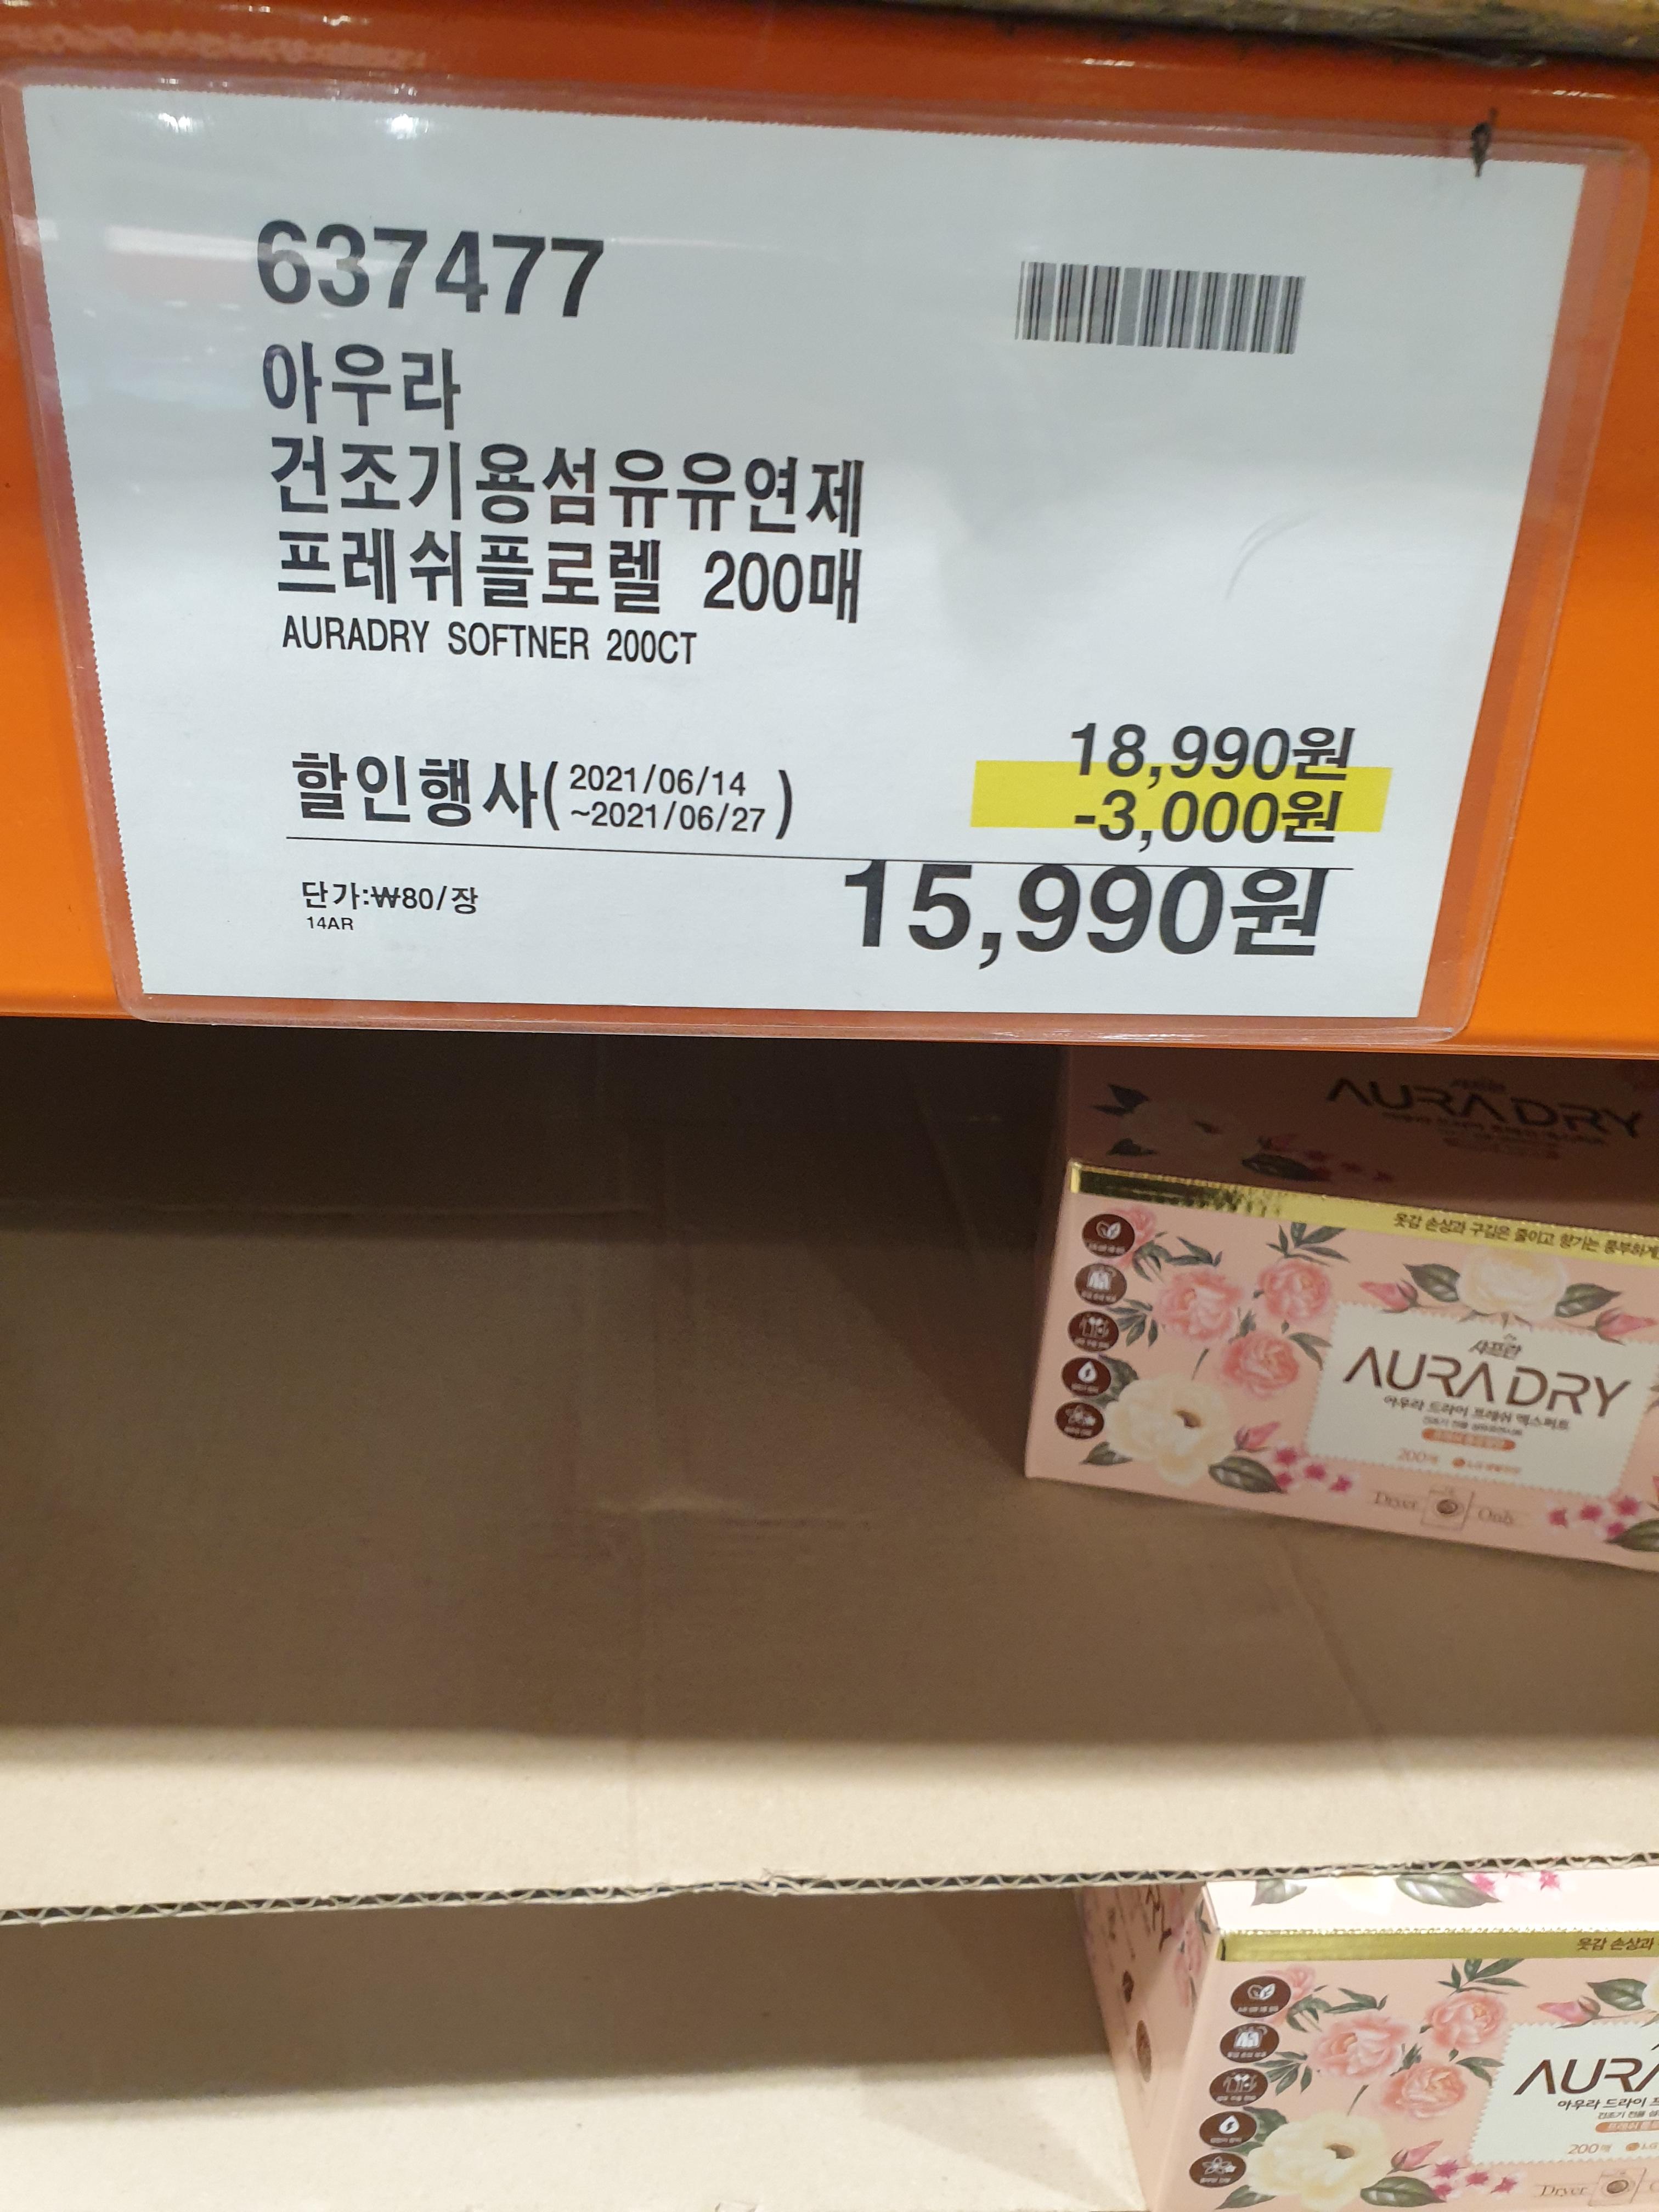 637477
아우라
건조기용섬유유연제
프레쉬플로렐 200매
AURADRY SOFTNER 200CT
18,990원
할인행사(2021/06/14
~2021/06/27)
-3,000원
단가:₩80/장
15,990원
14AR
AURA DRY
옷감 손상과 구김은 줄이고 향기는 풍부하게
샤프란
AURA DRY
아우라 드라이 프레쉬 엑스퍼트
200매
Dryer Only
옷감 손상과
AURA
아우라 드라이
200매
Dryer